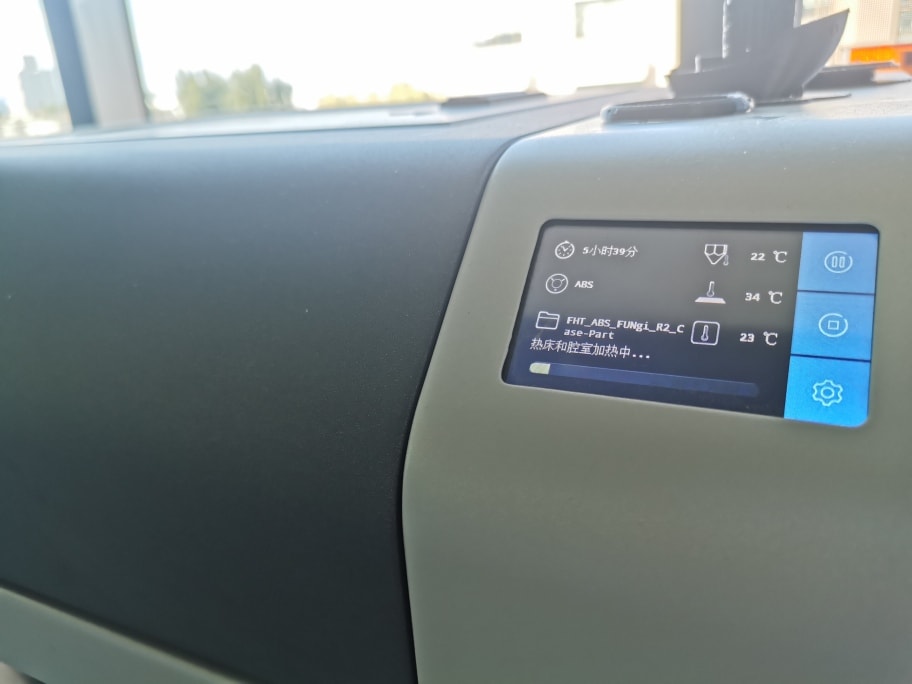 5小时39分
22 ℃
ABS
34 ℃
FHT_ABS_FUNgi_R2_C
ase-Part
23 ℃
热床和腔室加热中...